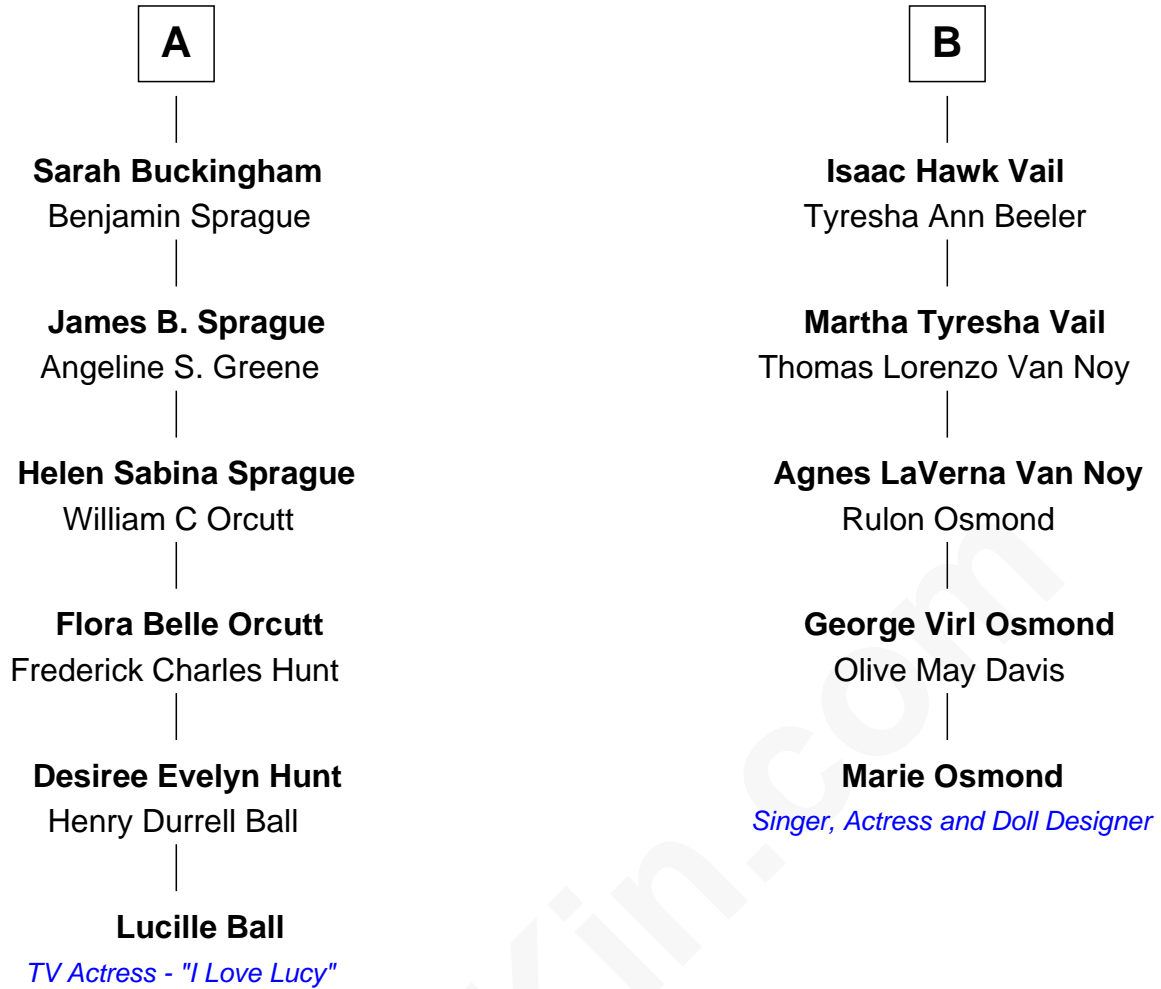 A
Sarah Buckingham
Benjamin Sprague
James B. Sprague
Angeline S. Greene
Helen Sabina Sprague
William C Orcutt
Flora Belle Orcutt
Frederick Charles Hunt
Desiree Evelyn Hunt
Henry Durrell Ball
Lucille Ball
TV Actress - "I Love Lucy"
B
Isaac Hawk Vail
Tyresha Ann Beeler
Martha Tyresha Vail
Thomas Lorenzo Van Noy
Agnes LaVerna Van Noy
Rulon Osmond
George Virl Osmond
Olive May Davis
Marie Osmond
Singer, Actress and Doll Designer